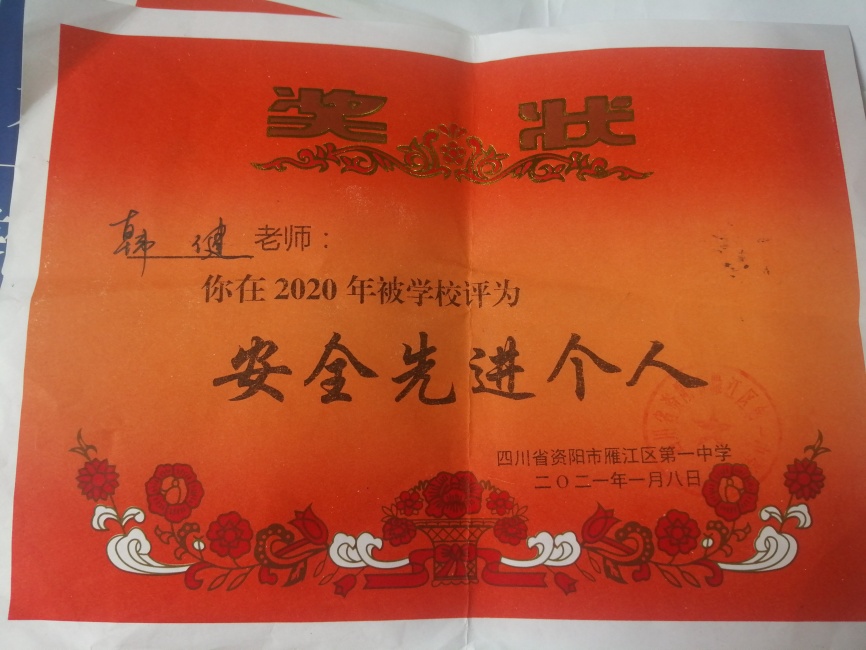 奖 状
韩健老师：
你在2020年被学校评为
安全先进个人
四川省资阳市雁江区第一中学
二〇二一年一月八日